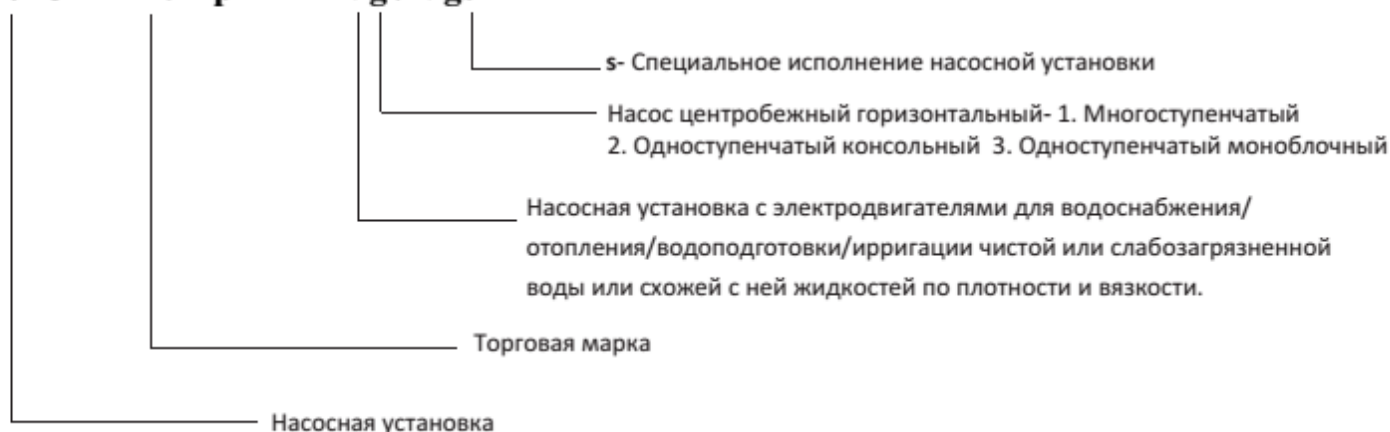 s- Специальное исполнение насосной установки
Насос центробежный горизонтальный- 1. Многоступенчатый
2. Одноступенчатый консольный 3. Одноступенчатый моноблочный
Насосная установка с электродвигателями для водоснабжения/
отопления/водоподготовки/ирригации чистой или слабозагрязненной
воды или схожей с ней жидкостей по плотности и вязкости.
Торговая марка
Насосная установка